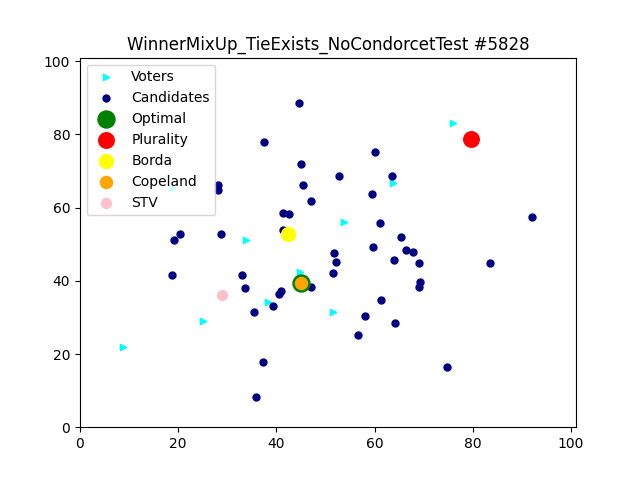 WinnerMixUp_TieExists_NoCondorcetTest #5828
100
80
60
40
20
0
Voters
Candidates
Optimal
Plurality
Borda
Copeland
STV
0 20 40 60 80 100